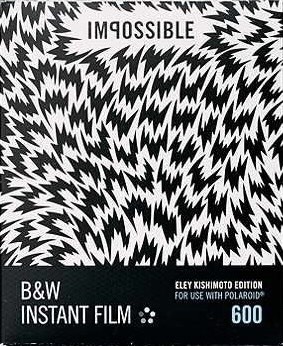 IMPOSSIBLE
B&W
INSTANT FILM
ELEY KISHIMOTO EDITION
FOR USE WITH POLAROID®
600